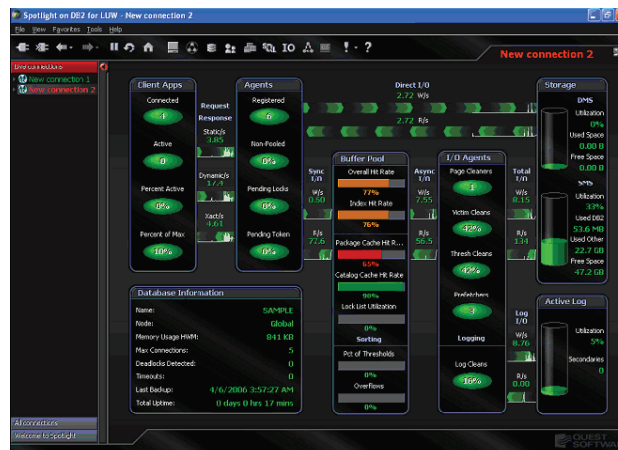 Spotlight on DB2 for LUW - New connection 2
File View Favorites Tools Help
SQL IO
New connection 2
Live connections
New connection 1
New connection 2
Client Apps
Connected
4
Active
0
Percent Active
0%
Percent of Max
10%
Request
Response
Static/s
3.85
Dynamic/s
17.4
Xact/s
4.61
Agents
Registered
6
Non-Pooled
0%
Pending Locks
0%
Pending Token
0%
Direct I/O
2.72 W/s
2.72 R/s
Sync
I/O
W/s
0.60
R/s
77.6
Buffer Pool
Overall Hit Rate
77%
Index Hit Rate
76%
Package Cache Hit R...
65%
Catalog Cache Hit Rate
90%
Lock List Utilization
0%
Sorting
Pct of Thresholds
0%
Overflows
0%
Async
I/O
W/s
7.55
R/s
56.5
I/O Agents
Page Cleaners
1
Victim Cleans
42%
Thresh Cleans
42%
Prefetchers
3
Logging
Log Cleans
16%
Total
I/O
W/s
8.15
R/s
134
Log
I/O
W/s
8.76
R/s
0.00
Storage
DMS
Utilization
0%
Used Space
0.00 B
Free Space
0.00 B
SMS
Utilization
33%
Used DB2
53.6 MB
Used Other
22.7 GB
Free Space
47.2 GB
Active Log
Utilization
5%
Secondaries
0
Database Information
Name: SAMPLE
Node: Global
Memory Usage HWM: 841 KB
Max Connections: 5
Deadlocks Detected: 0
Timeouts: 0
Last Backup: 4/6/2006 3:57:27 AM
Total Uptime: 0 days 0 hrs 17 mins
All connections
Welcome to Spotlight
QUEST
SOFTWA